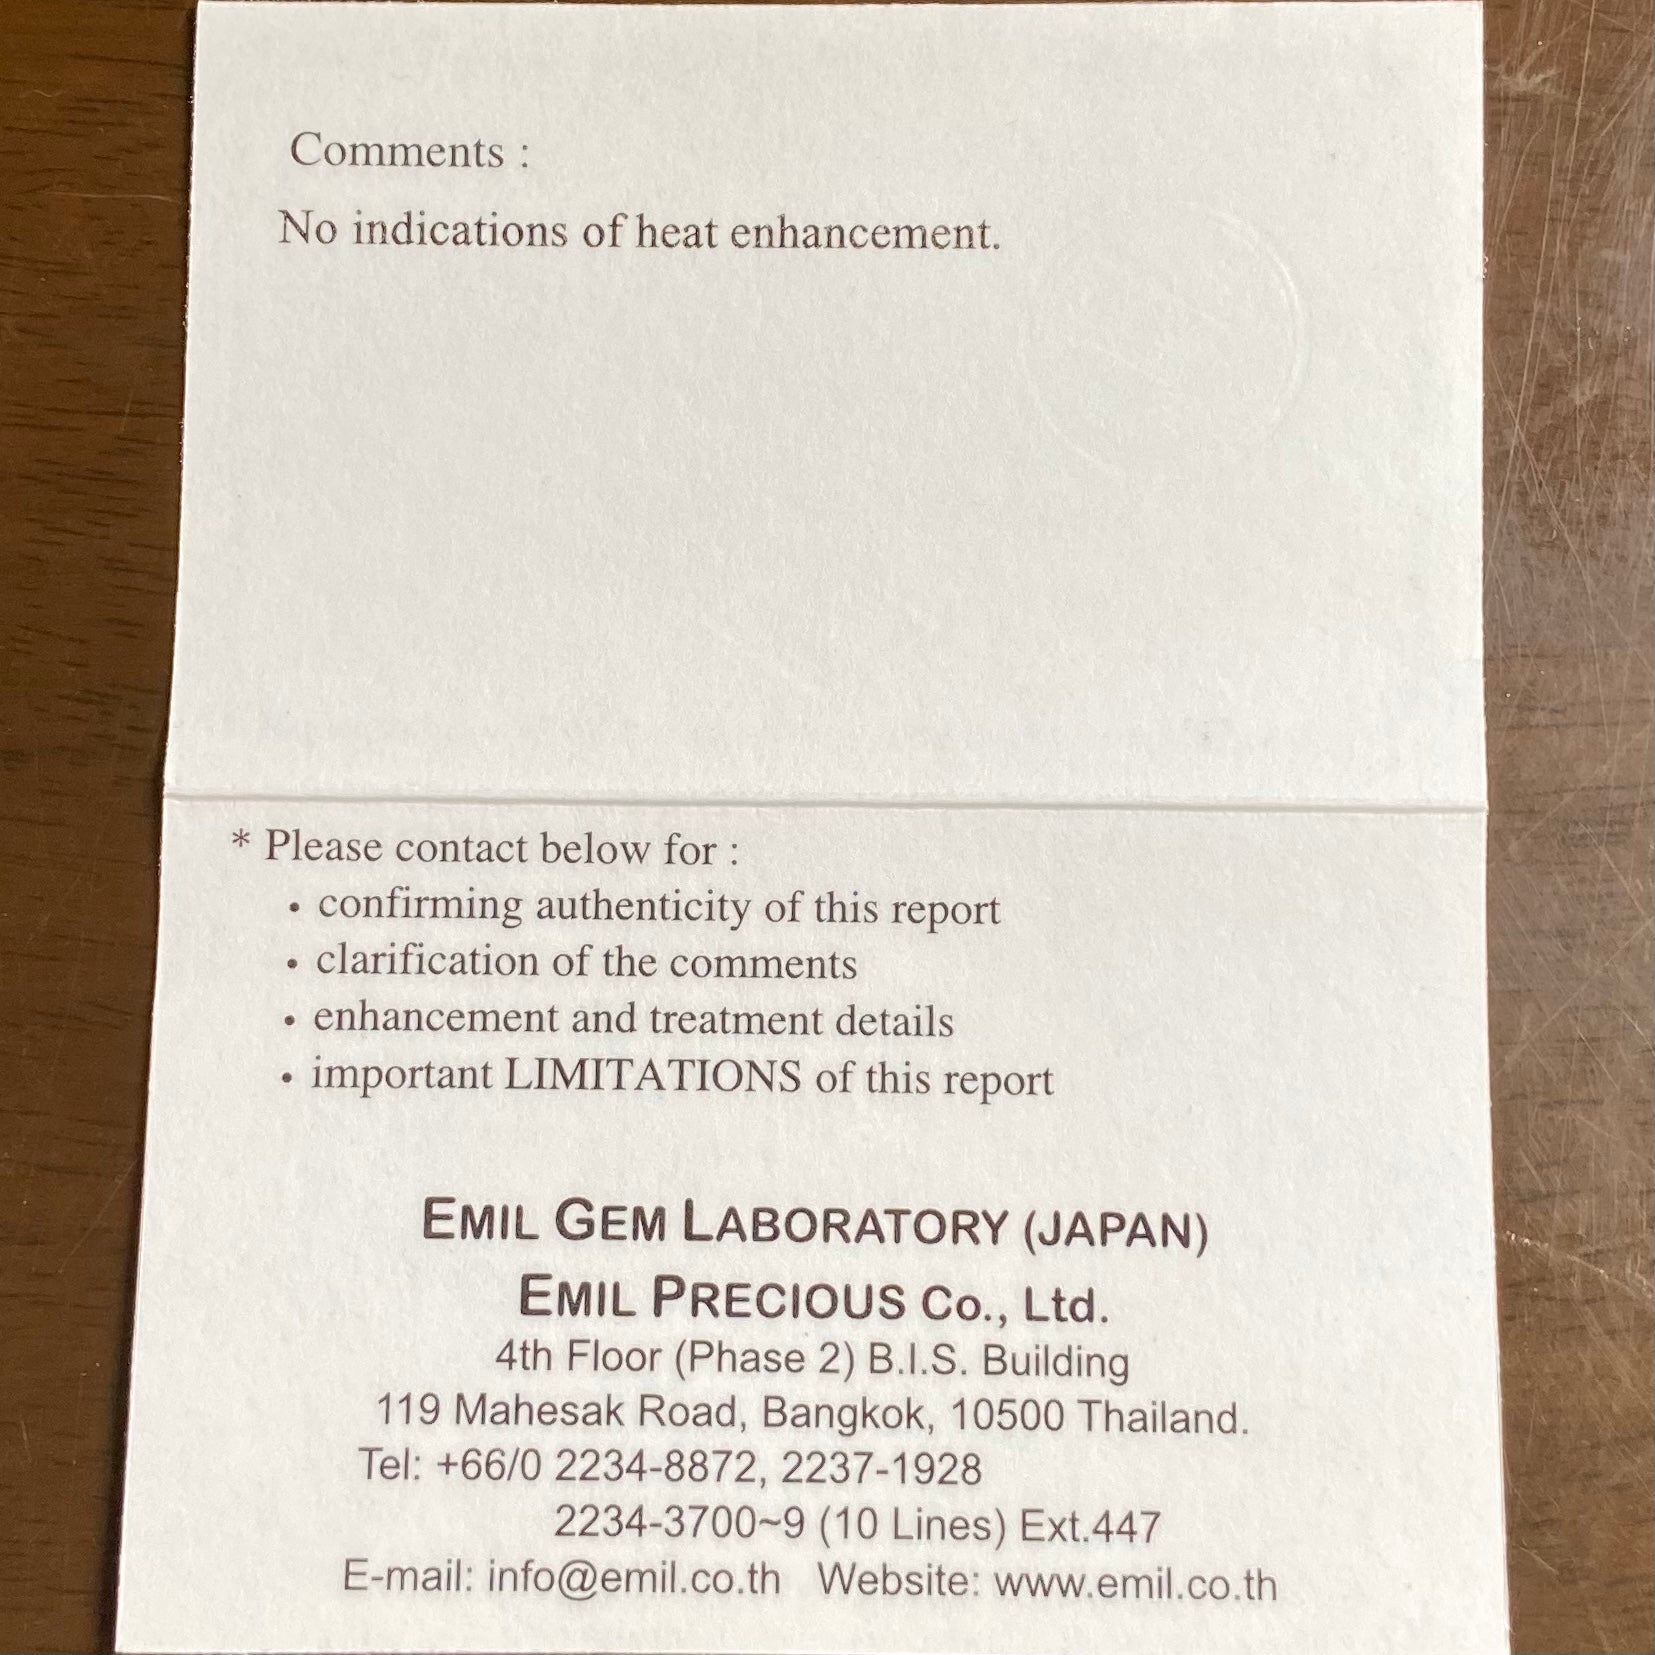 Comments :
No indications of heat enhancement.
* Please contact below for :
• confirming authenticity of this report
• clarification of the comments
• enhancement and treatment details
• important LIMITATIONS of this report
EMIL GEM LABORATORY (JAPAN)
EMIL PRECIOUS Co., Ltd.
4th Floor (Phase 2) B.I.S. Building
119 Mahesak Road, Bangkok, 10500 Thailand.
Tel: +66/0 2234-8872, 2237-1928
2234-3700~9 (10 Lines) Ext.447
E-mail: info@emil.co.th Website: www.emil.co.th